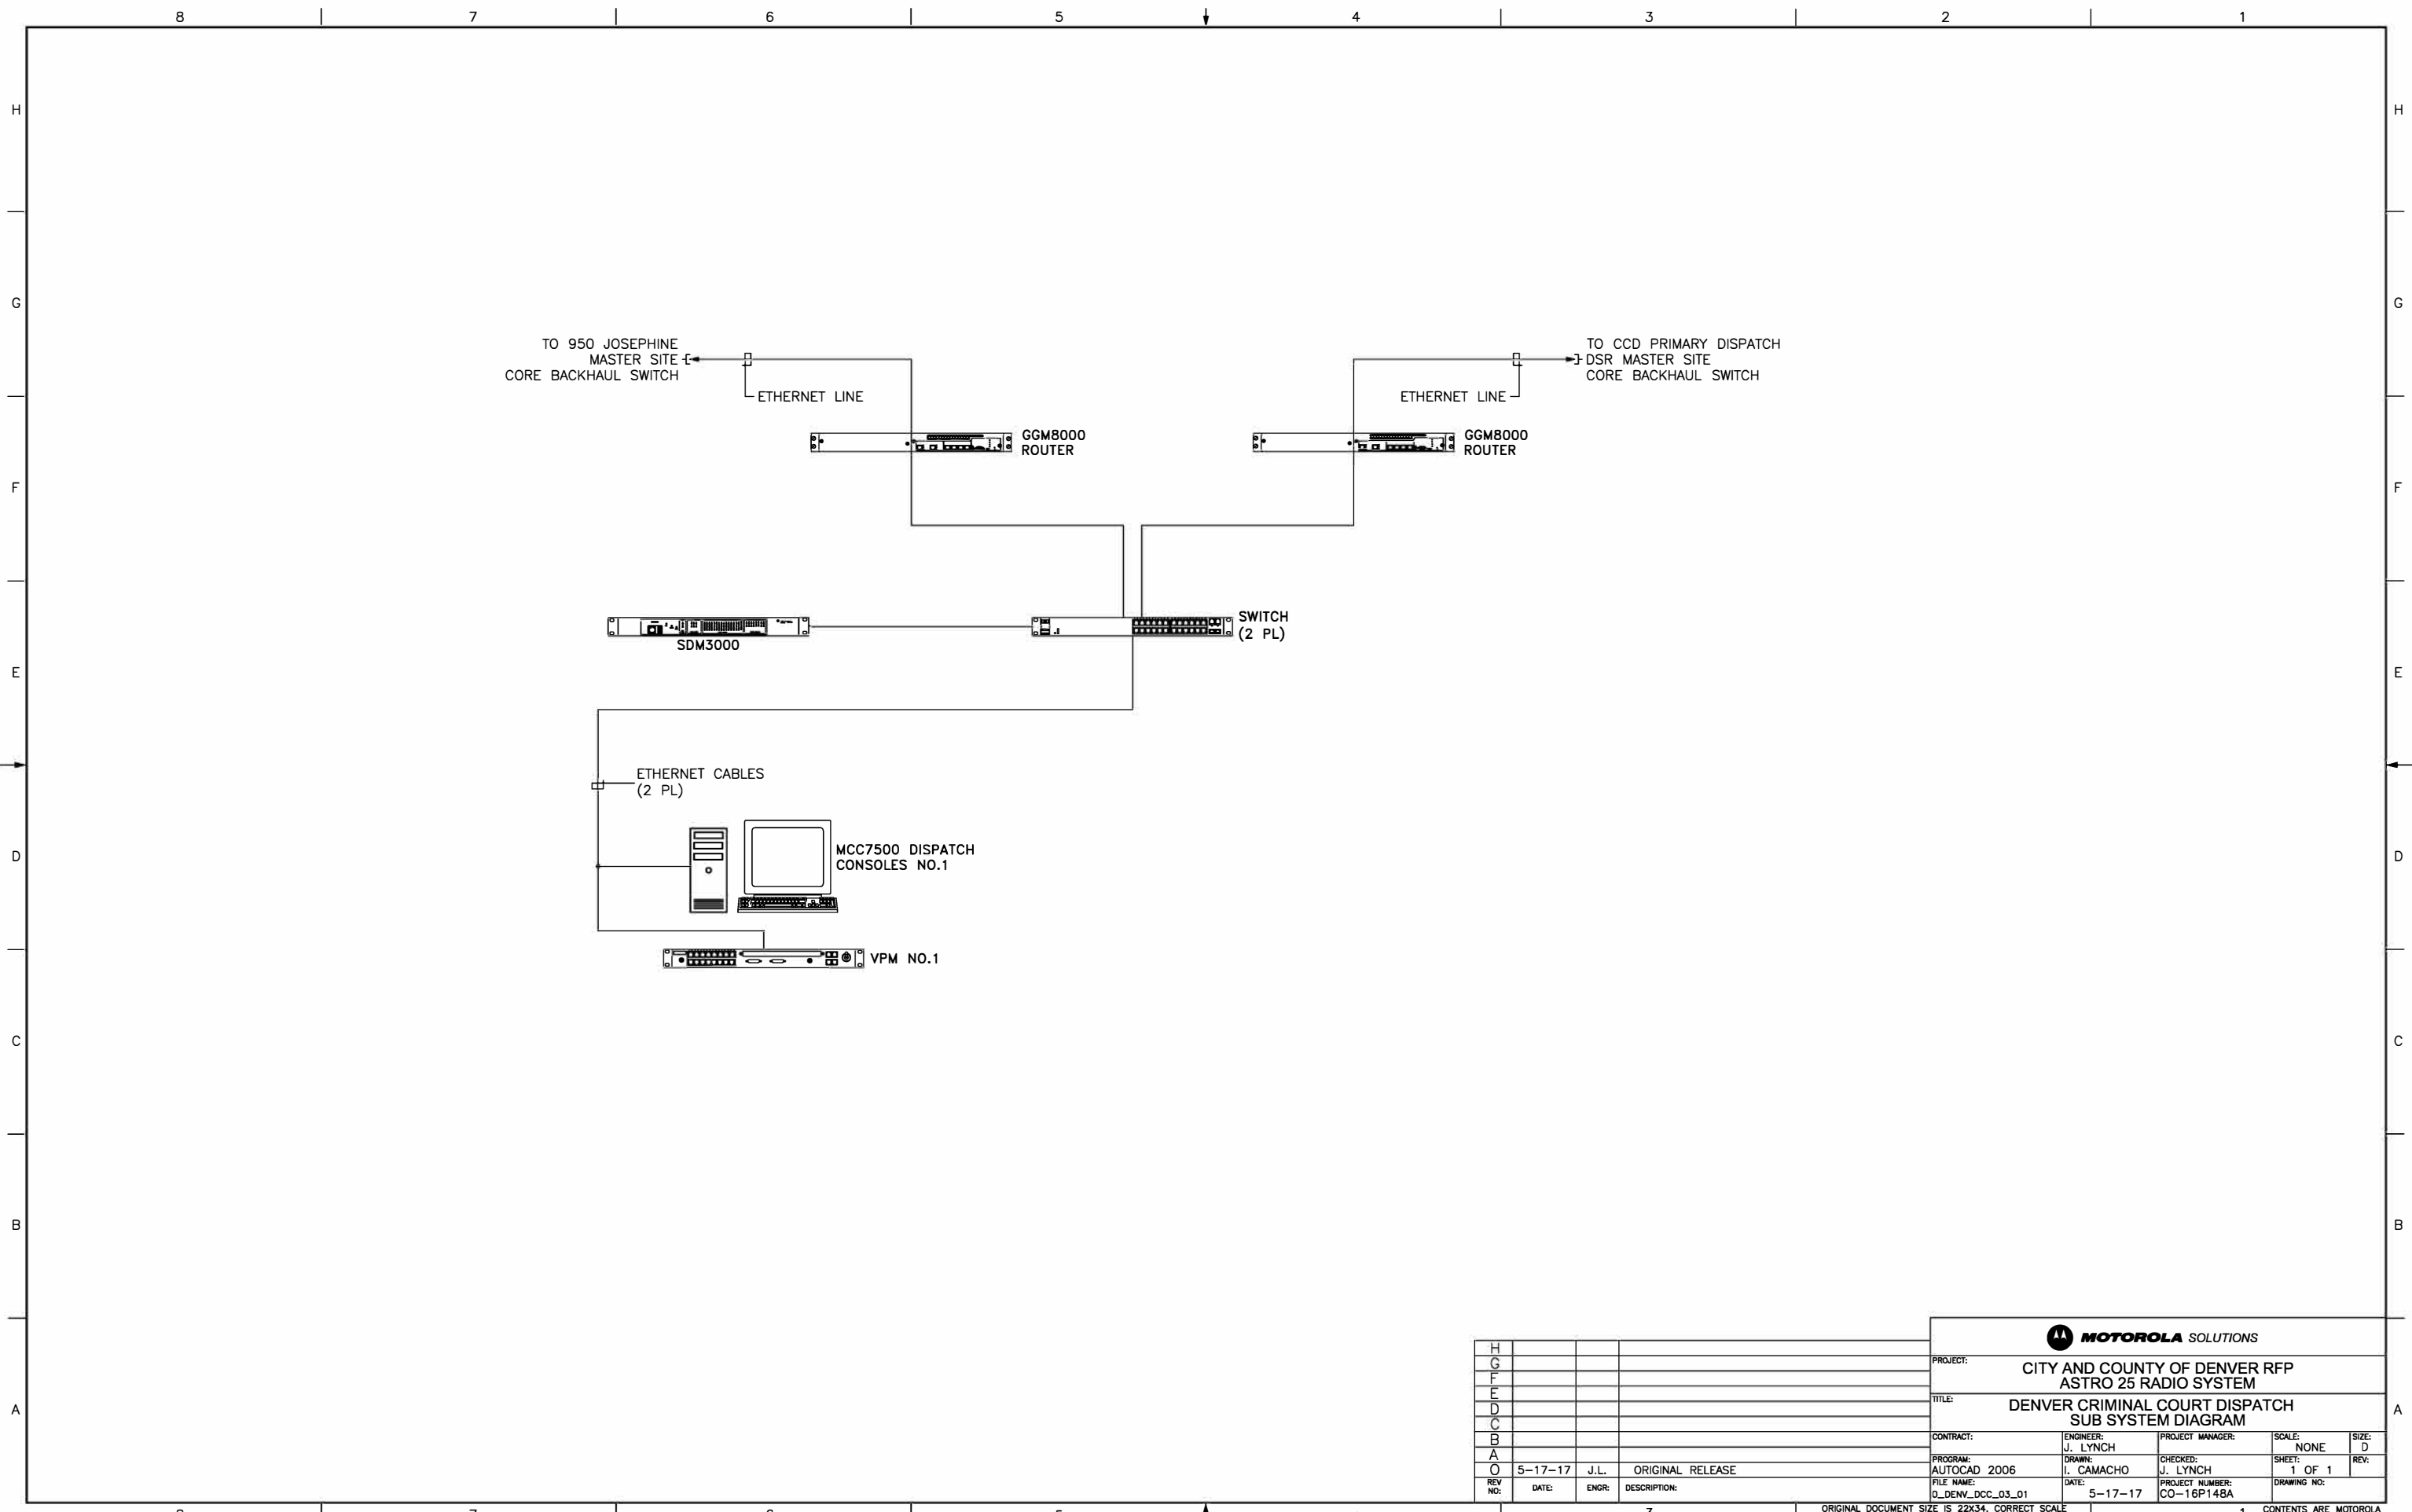 8 7 6 5 4 3 2 1
H H
G G
F F
E E
D D
C C
B B
A A
TO 950 JOSEPHINE
MASTER SITE
CORE BACKHAUL SWITCH
ETHERNET LINE
TO CCD PRIMARY DISPATCH
DSR MASTER SITE
CORE BACKHAUL SWITCH
ETHERNET LINE
GGM8000
ROUTER
GGM8000
ROUTER
SWITCH
(2 PL)
SDM3000
ETHERNET CABLES
(2 PL)
MCC7500 DISPATCH
CONSOLES NO.1
VPM NO.1
H
G
F
E
D
C
B
A
O 5-17-17 J.L. ORIGINAL RELEASE
REV NO: DATE: ENGR: DESCRIPTION:
MOTOROLA SOLUTIONS
PROJECT:
CITY AND COUNTY OF DENVER RFP
ASTRO 25 RADIO SYSTEM
TITLE:
DENVER CRIMINAL COURT DISPATCH
SUB SYSTEM DIAGRAM
CONTRACT: ENGINEER: PROJECT MANAGER: SCALE: SIZE:
J. LYNCH NONE D
PROGRAM: DRAWN: CHECKED: SHEET: REV:
AUTOCAD 2006 I. CAMACHO J. LYNCH 1 OF 1
FILE NAME: DATE: PROJECT NUMBER: DRAWING NO:
D_DENV_DCC_03_01 5-17-17 CO-16P148A
ORIGINAL DOCUMENT SIZE IS 22X34. CORRECT SCALE
CONTENTS ARE MOTOROLA